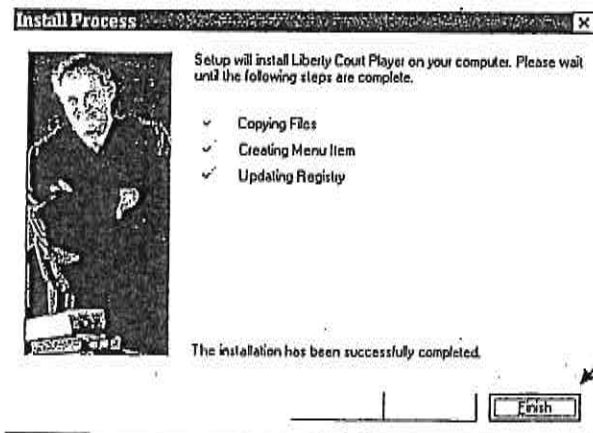 Install Process
Setup will install Liberty Court Player on your computer. Please wait
until the following steps are complete.
Copying Files
Creating Menu Item
Updating Registry
The installation has been successfully completed.
Finish